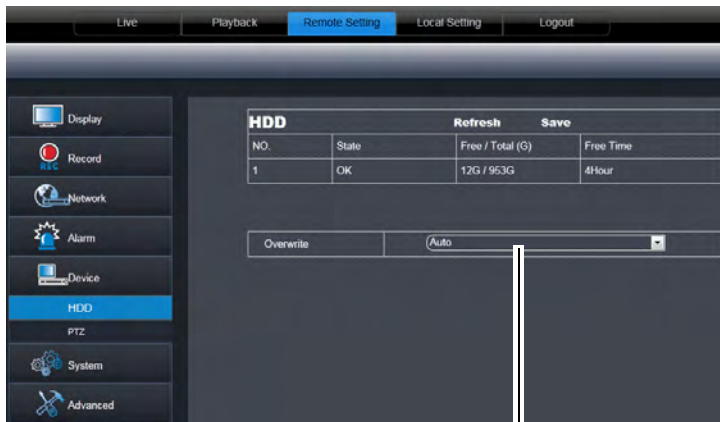 Live Playback Remote Setting Local Setting Logout
Display
Record
REC
Network
Alarm
Device
HDD
PTZ
System
Advanced
HDD Refresh Save
NO. State Free / Total (G) Free Time
1 OK 12G / 953G 4Hour
Overwrite Auto